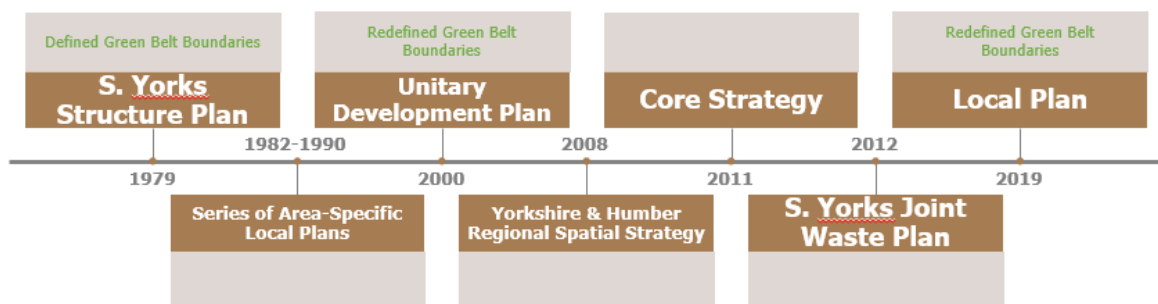 Defined Green Belt Boundaries
S. Yorks
Structure Plan
Redefined Green Belt
Boundaries
Unitary
Development Plan
Core Strategy
Redefined Green Belt
Boundaries
Local Plan
1982-1990
2008
2012
1979
2000
2011
2019
Series of Area-Specific
Local Plans
Yorkshire & Humber
Regional Spatial Strategy
S. Yorks Joint
Waste Plan